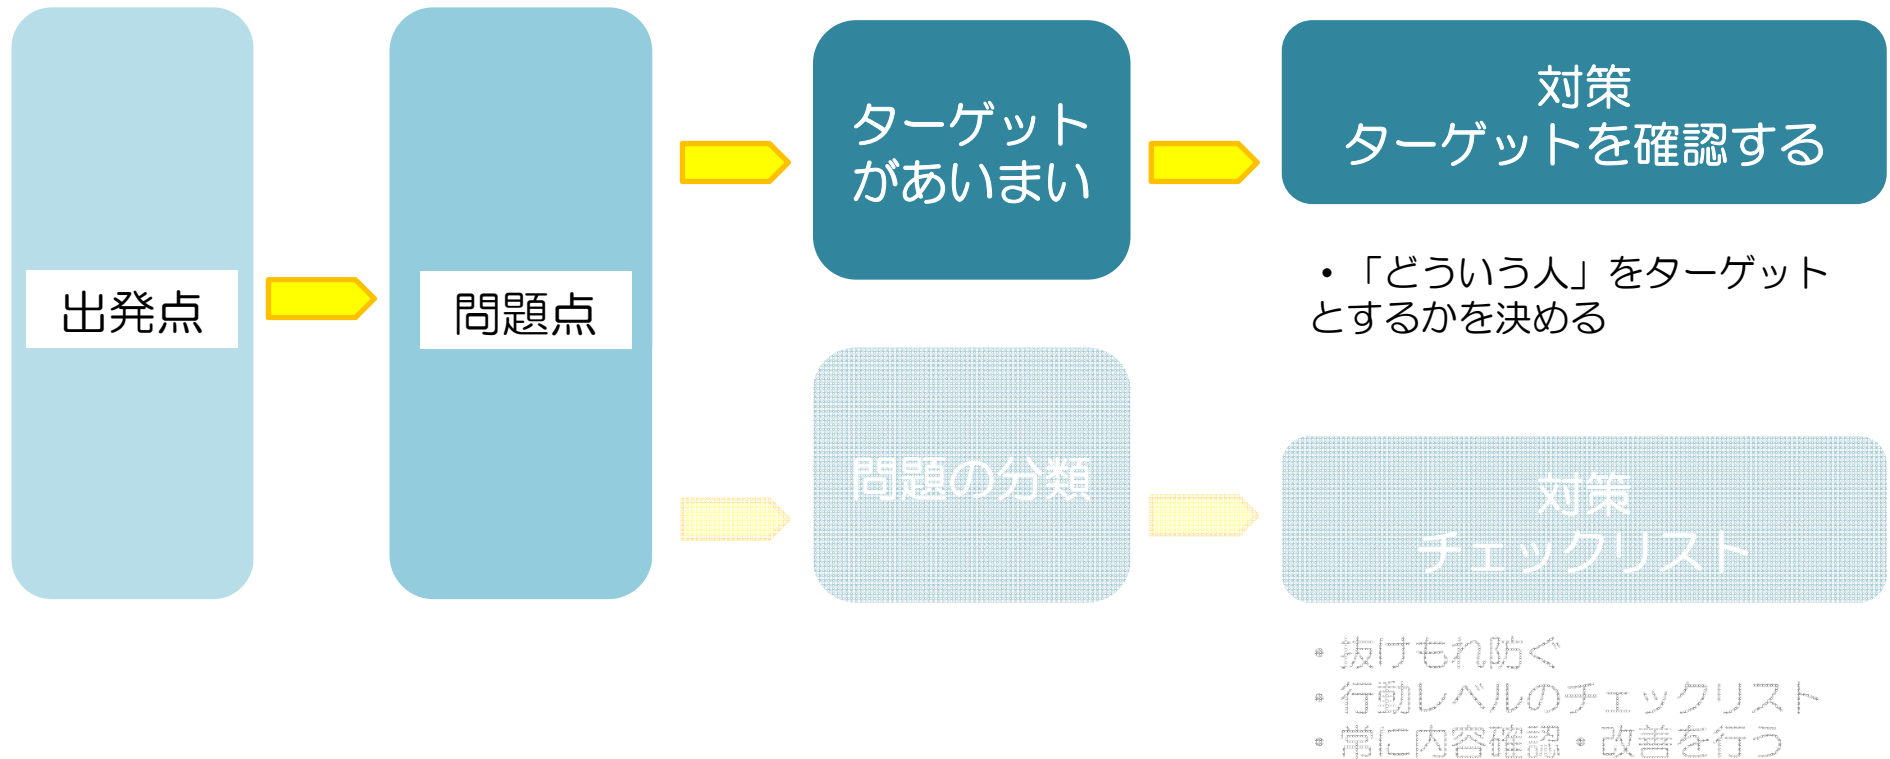 出発点
問題点
ターゲット
があいまい
対策
ターゲットを確認する
・「どういう人」をターゲット
とするかを決める
問題の分類
対策
チェックリスト
・抜けもれ防ぐ
・行動レベルのチェックリスト
・常に内容確認・改善を行う